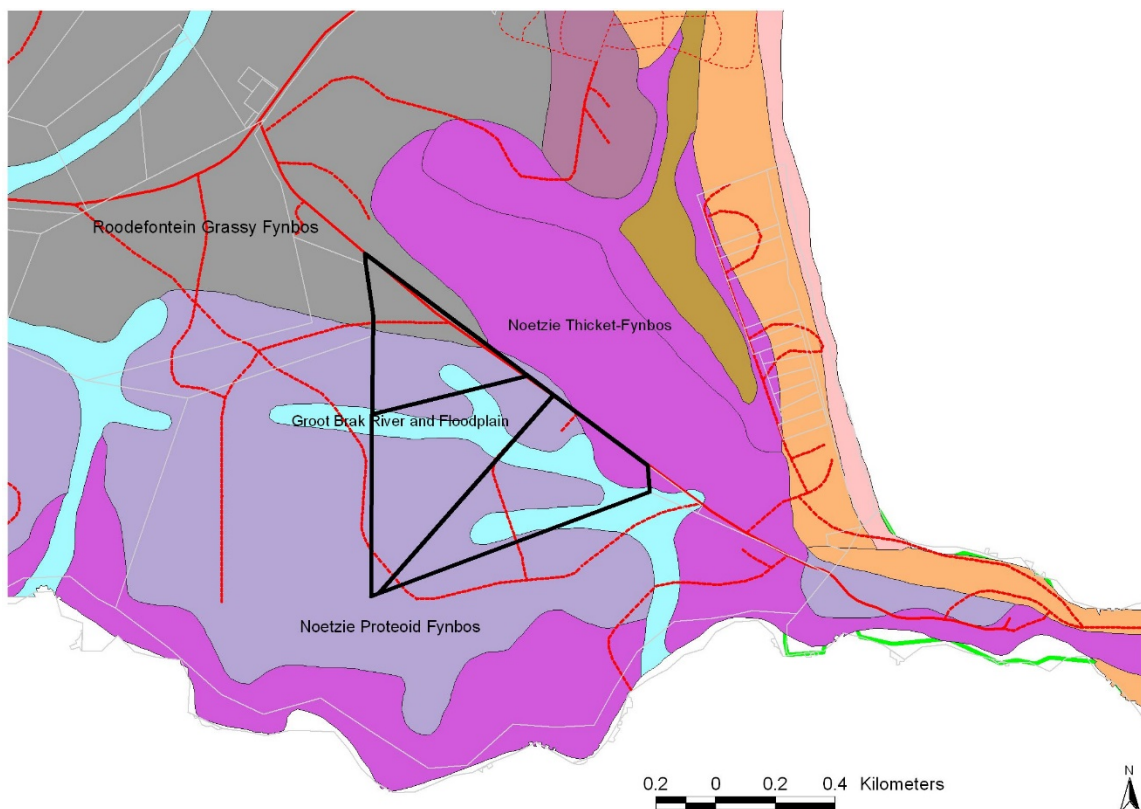 Roodefontein Grassy Fynbos
Noetzie Thicket-Fynbos
Groot Brak River and Floodplain
Noetzie Proteoid Fynbos
0.2 0 0.2 0.4 Kilometers
N